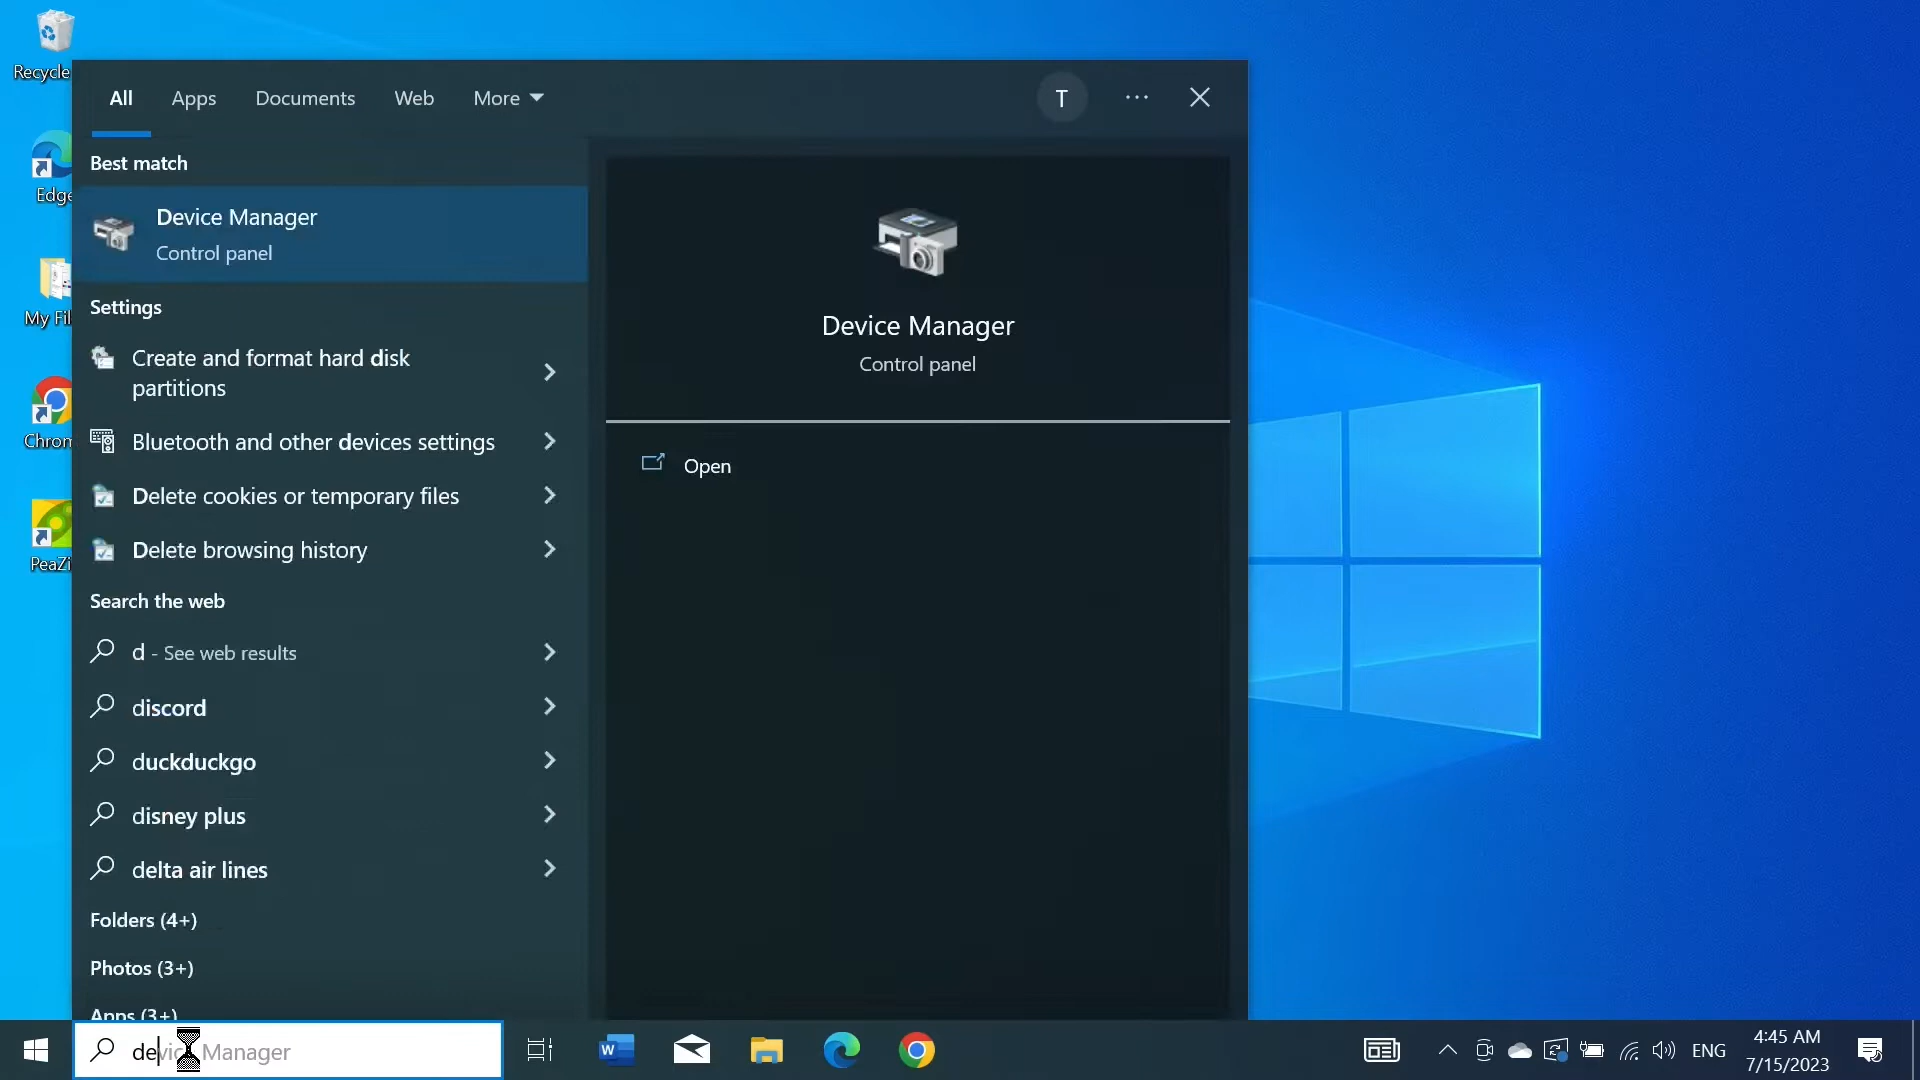 Recycle
Edge
My Fil
Chrom
PeaZi
All
Apps
Documents
Web
More
T
Best match
Device Manager
Control panel
Settings
Create and format hard disk
partitions
Bluetooth and other devices settings
Delete cookies or temporary files
Delete browsing history
Search the web
d - See web results
discord
duckduckgo
disney plus
delta air lines
Folders (4+)
Photos (3+)
Apps (3+)
Device Manager
Control panel
Open
device Manager
W
ENG
4:45 AM
7/15/2023